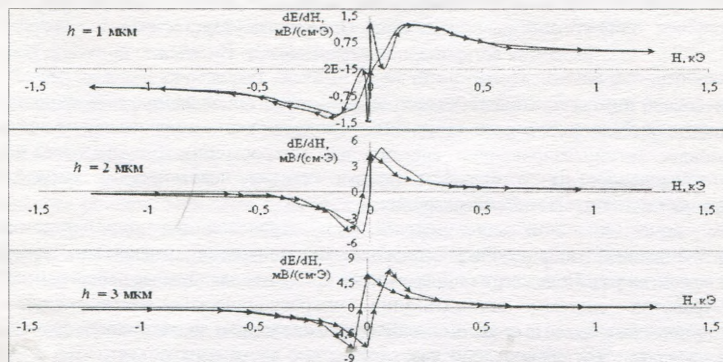 dE/dH,
мВ/(см·Э)
h = 1 мкм
1,5
0,75
2E-15
-0,75
-1,5
H, кЭ
-1,5 -1 -0,5 0 0,5 1 1,5
dE/dH,
мВ/(см·Э)
h = 2 мкм
6
3
0
-3
-6
H, кЭ
-1,5 -1 -0,5 0 0,5 1 1,5
dE/dH,
мВ/(см·Э)
h = 3 мкм
9
4,5
0
-9
H, кЭ
-1,5 -1 -0,5 0 0,5 1 1,5